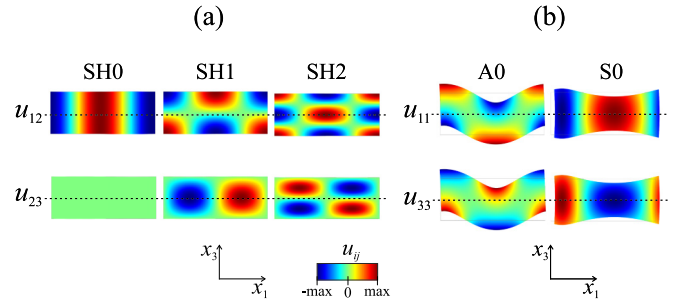 (a) (b)
SH0 SH1 SH2 A0 S0
u12 u11
u23 u33
x3 uij x3
x1 x1
-max 0 max